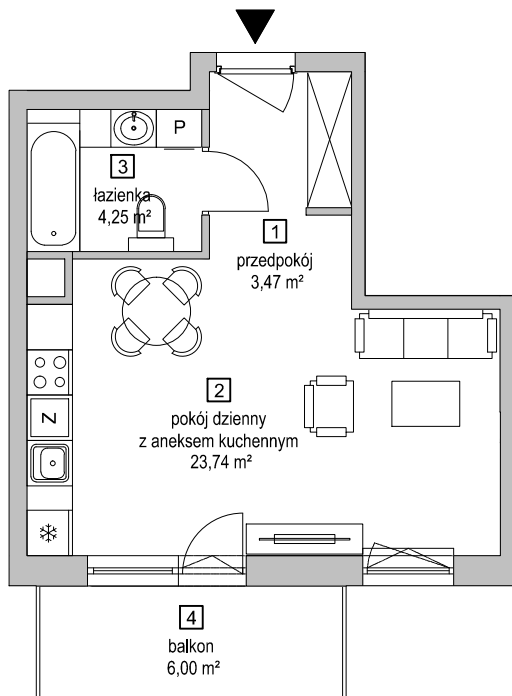 P
3
łazienka
4,25 m²
1
przedpokój
3,47 m²
2
pokój dzienny
z aneksem kuchennym
23,74 m²
Z
4
balkon
6,00 m²